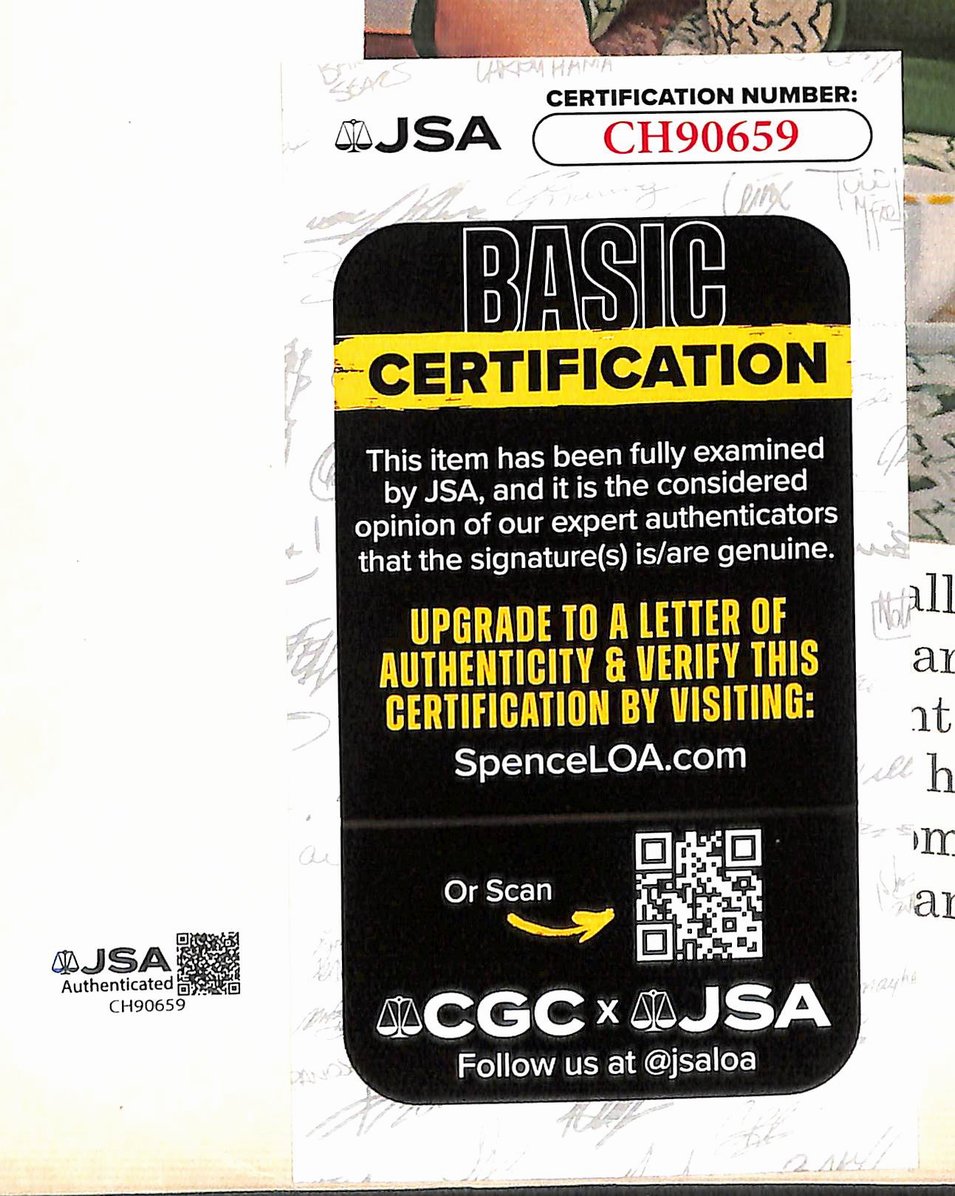 CERTIFICATION NUMBER:
JSA
CH90659
BASIC
CERTIFICATION
This item has been fully examined
by JSA, and it is the considered
opinion of our expert authenticators
that the signature(s) is/are genuine.
UPGRADE TO A LETTER OF
AUTHENTICITY & VERIFY THIS
CERTIFICATION BY VISITING:
SpenceLOA.com
Or Scan
CGC x JSA
Follow us at @jsaloa
JSA
Authenticated
CH90659